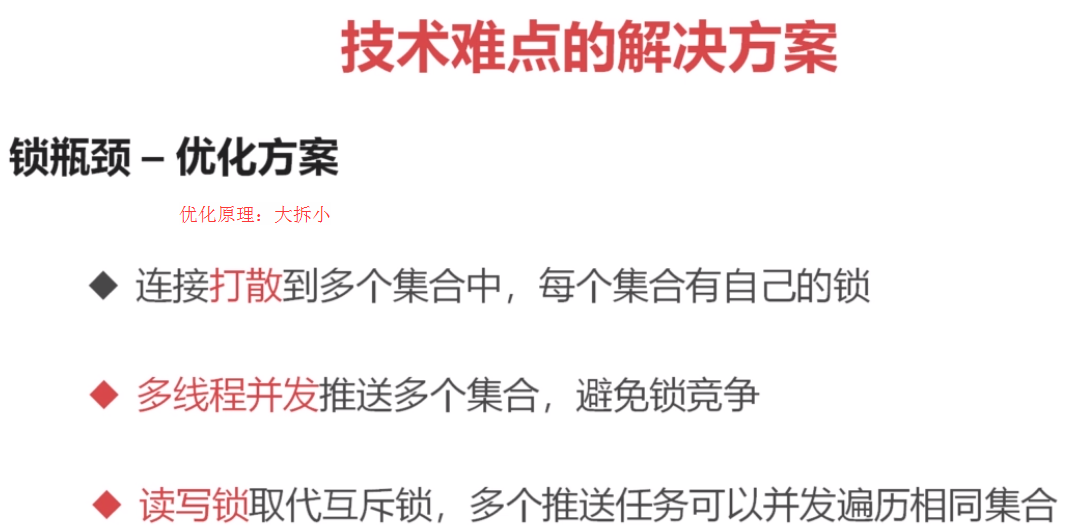 技术难点的解决方案
锁瓶颈 – 优化方案
优化原理：大拆小
◆ 连接打散到多个集合中，每个集合有自己的锁
◆ 多线程并发推送多个集合，避免锁竞争
◆ 读写锁取代互斥锁，多个推送任务可以并发遍历相同集合